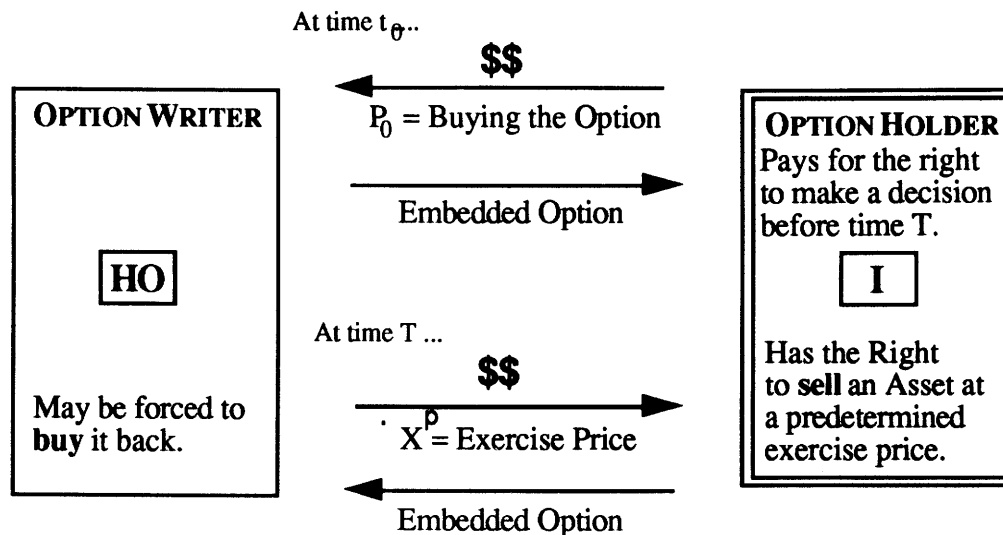 At time t₀...
$$
P₀ = Buying the Option
Embedded Option
OPTION WRITER
HO
May be forced to
buy it back.
OPTION HOLDER
Pays for the right
to make a decision
before time T.
I
Has the Right
to sell an Asset at
a predetermined
exercise price.
At time T ...
$$
. Xᵖ = Exercise Price
Embedded Option